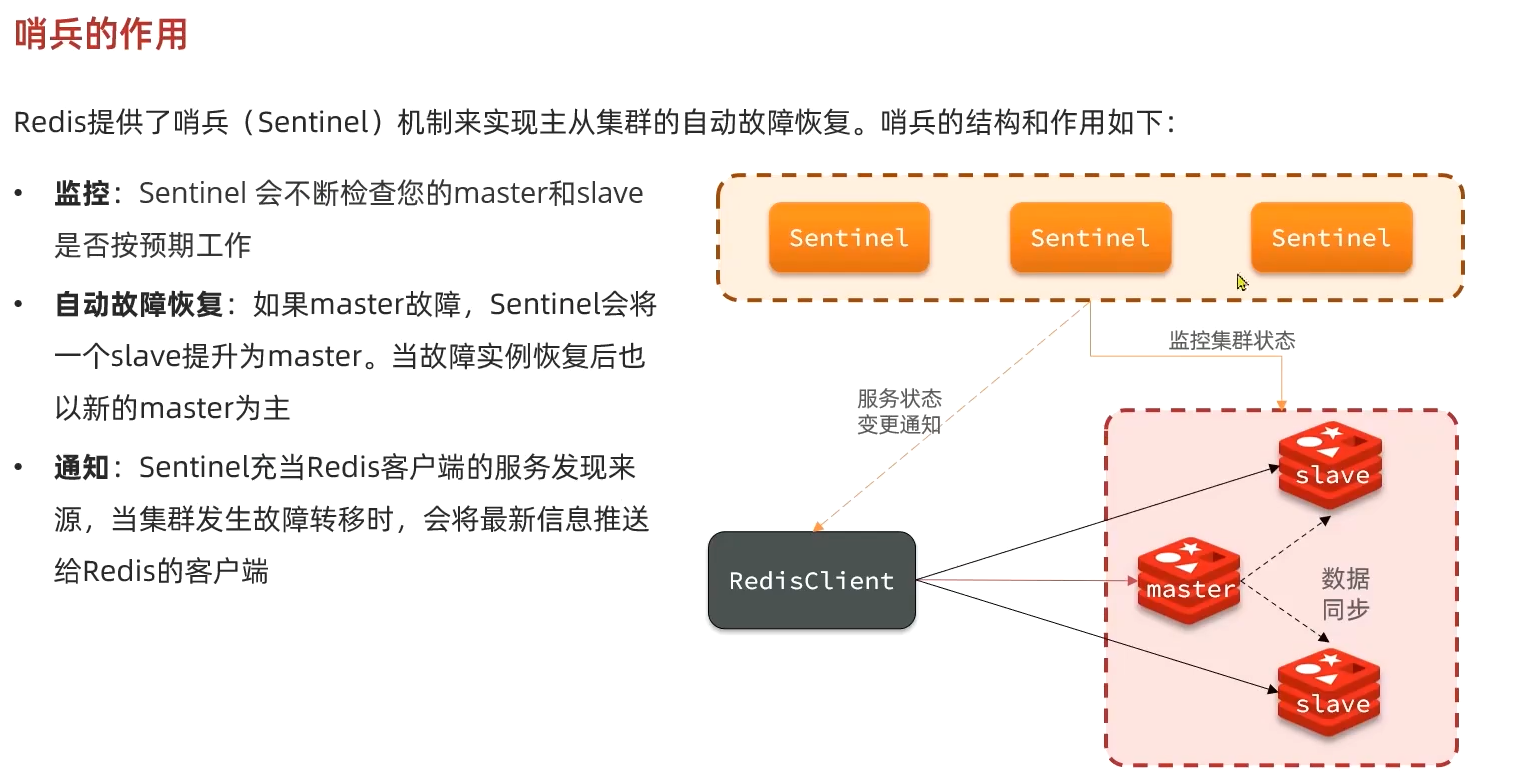 哨兵的作用
Redis提供了哨兵（Sentinel）机制来实现主从集群的自动故障恢复。哨兵的结构和作用如下：
• 监控：Sentinel 会不断检查您的master和slave
是否按预期工作
• 自动故障恢复：如果master故障，Sentinel会将
一个slave提升为master。当故障实例恢复后也
以新的master为主
• 通知：Sentinel充当Redis客户端的服务发现来
源，当集群发生故障转移时，会将最新信息推送
给Redis的客户端
Sentinel
Sentinel
Sentinel
监控集群状态
服务状态
变更通知
RedisClient
slave
master
数据
同步
slave